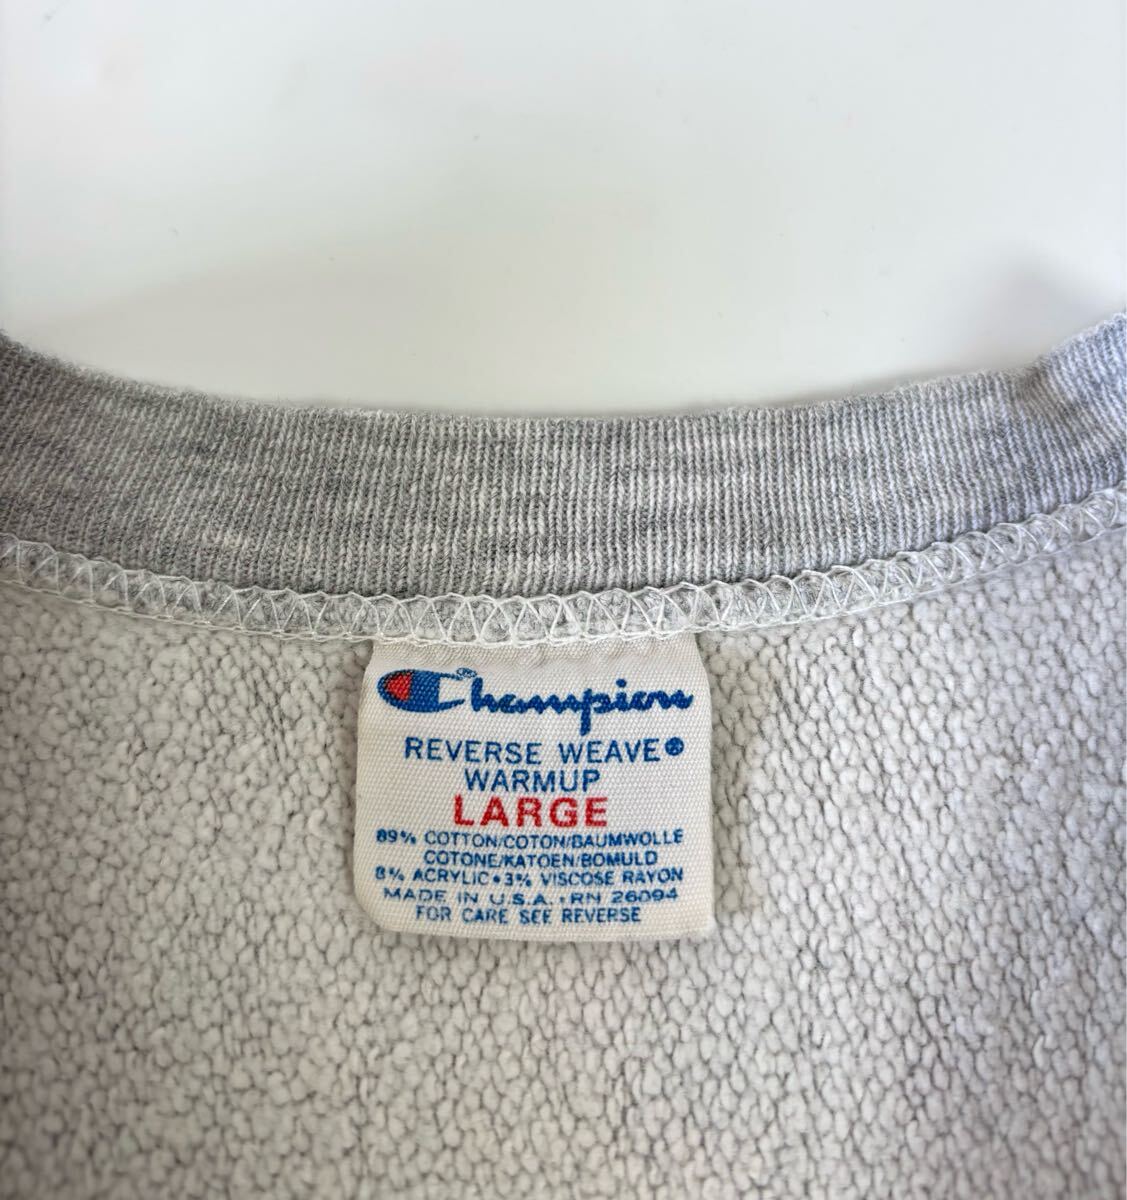 Champion®
REVERSE WEAVE®
WARMUP
LARGE
89% COTTON/COTON/BAUMWOLLE
COTONE/KATOEN/BOMULD
8% ACRYLIC•3% VISCOSE RAYON
MADE IN U.S.A.•RN 26094
FOR CARE SEE REVERSE